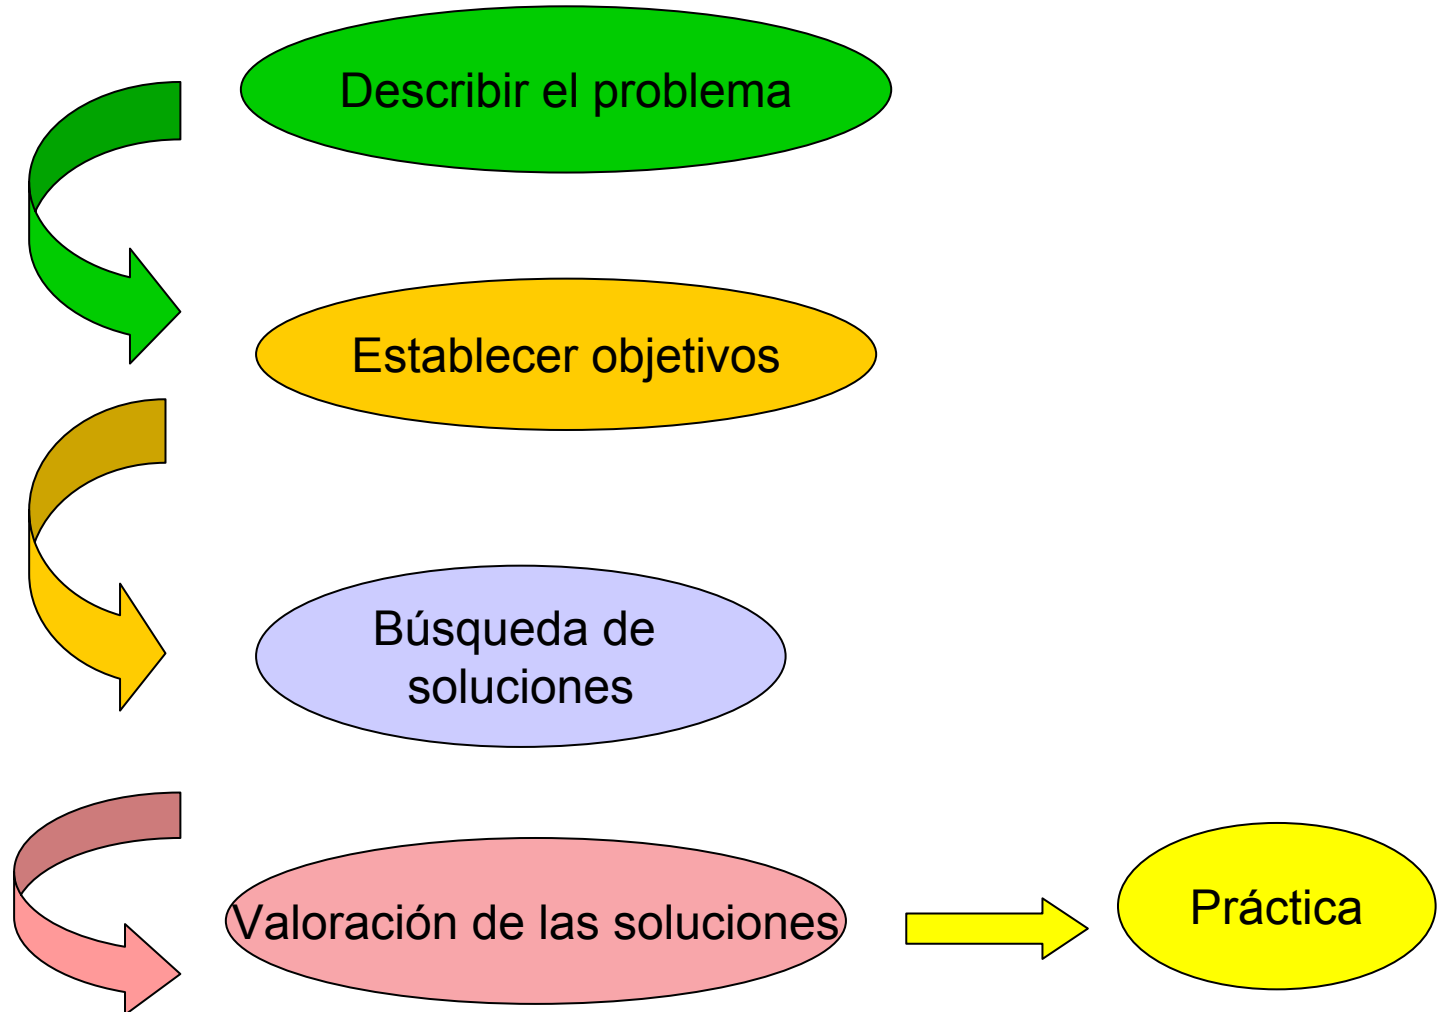 Describir el problema
Establecer objetivos
Búsqueda de
soluciones
Valoración de las soluciones
Práctica